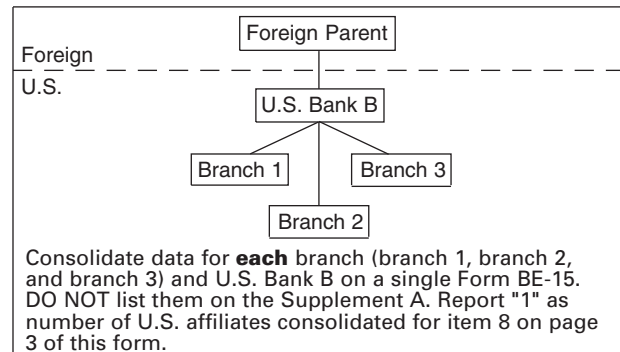 Foreign Parent
Foreign
U.S.
U.S. Bank B
Branch 1
Branch 3
Branch 2
Consolidate data for each branch (branch 1, branch 2,
and branch 3) and U.S. Bank B on a single Form BE-15.
DO NOT list them on the Supplement A. Report "1" as
number of U.S. affiliates consolidated for item 8 on page
3 of this form.